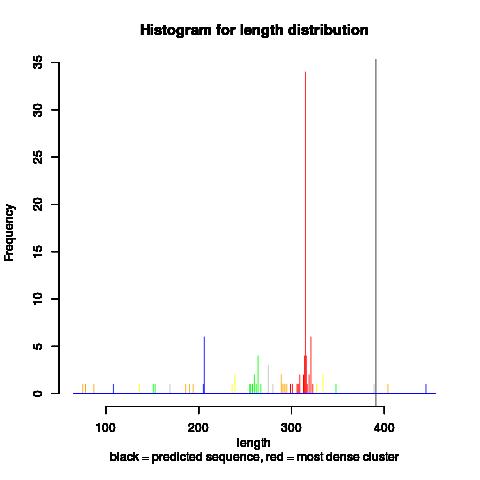 Histogram for length distribution
Frequency
35
30
25
20
15
10
5
0
100 200 300 400
length
black = predicted sequence, red = most dense cluster